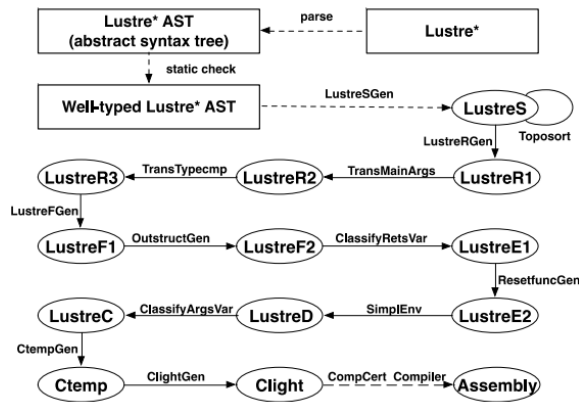 Lustre* AST
(abstract syntax tree)
parse
Lustre*
static check
Well-typed Lustre* AST
LustreSGen
LustreS
Toposort
LustreRGen
LustreR3
TransTypecmp
LustreR2
TransMainArgs
LustreR1
LustreFGen
LustreF1
OutstructGen
LustreF2
ClassifyRetsVar
LustreE1
ResetfuncGen
LustreC
ClassifyArgsVar
LustreD
SimplEnv
LustreE2
CtempGen
Ctemp
ClightGen
Clight
CompCert Compiler
Assembly